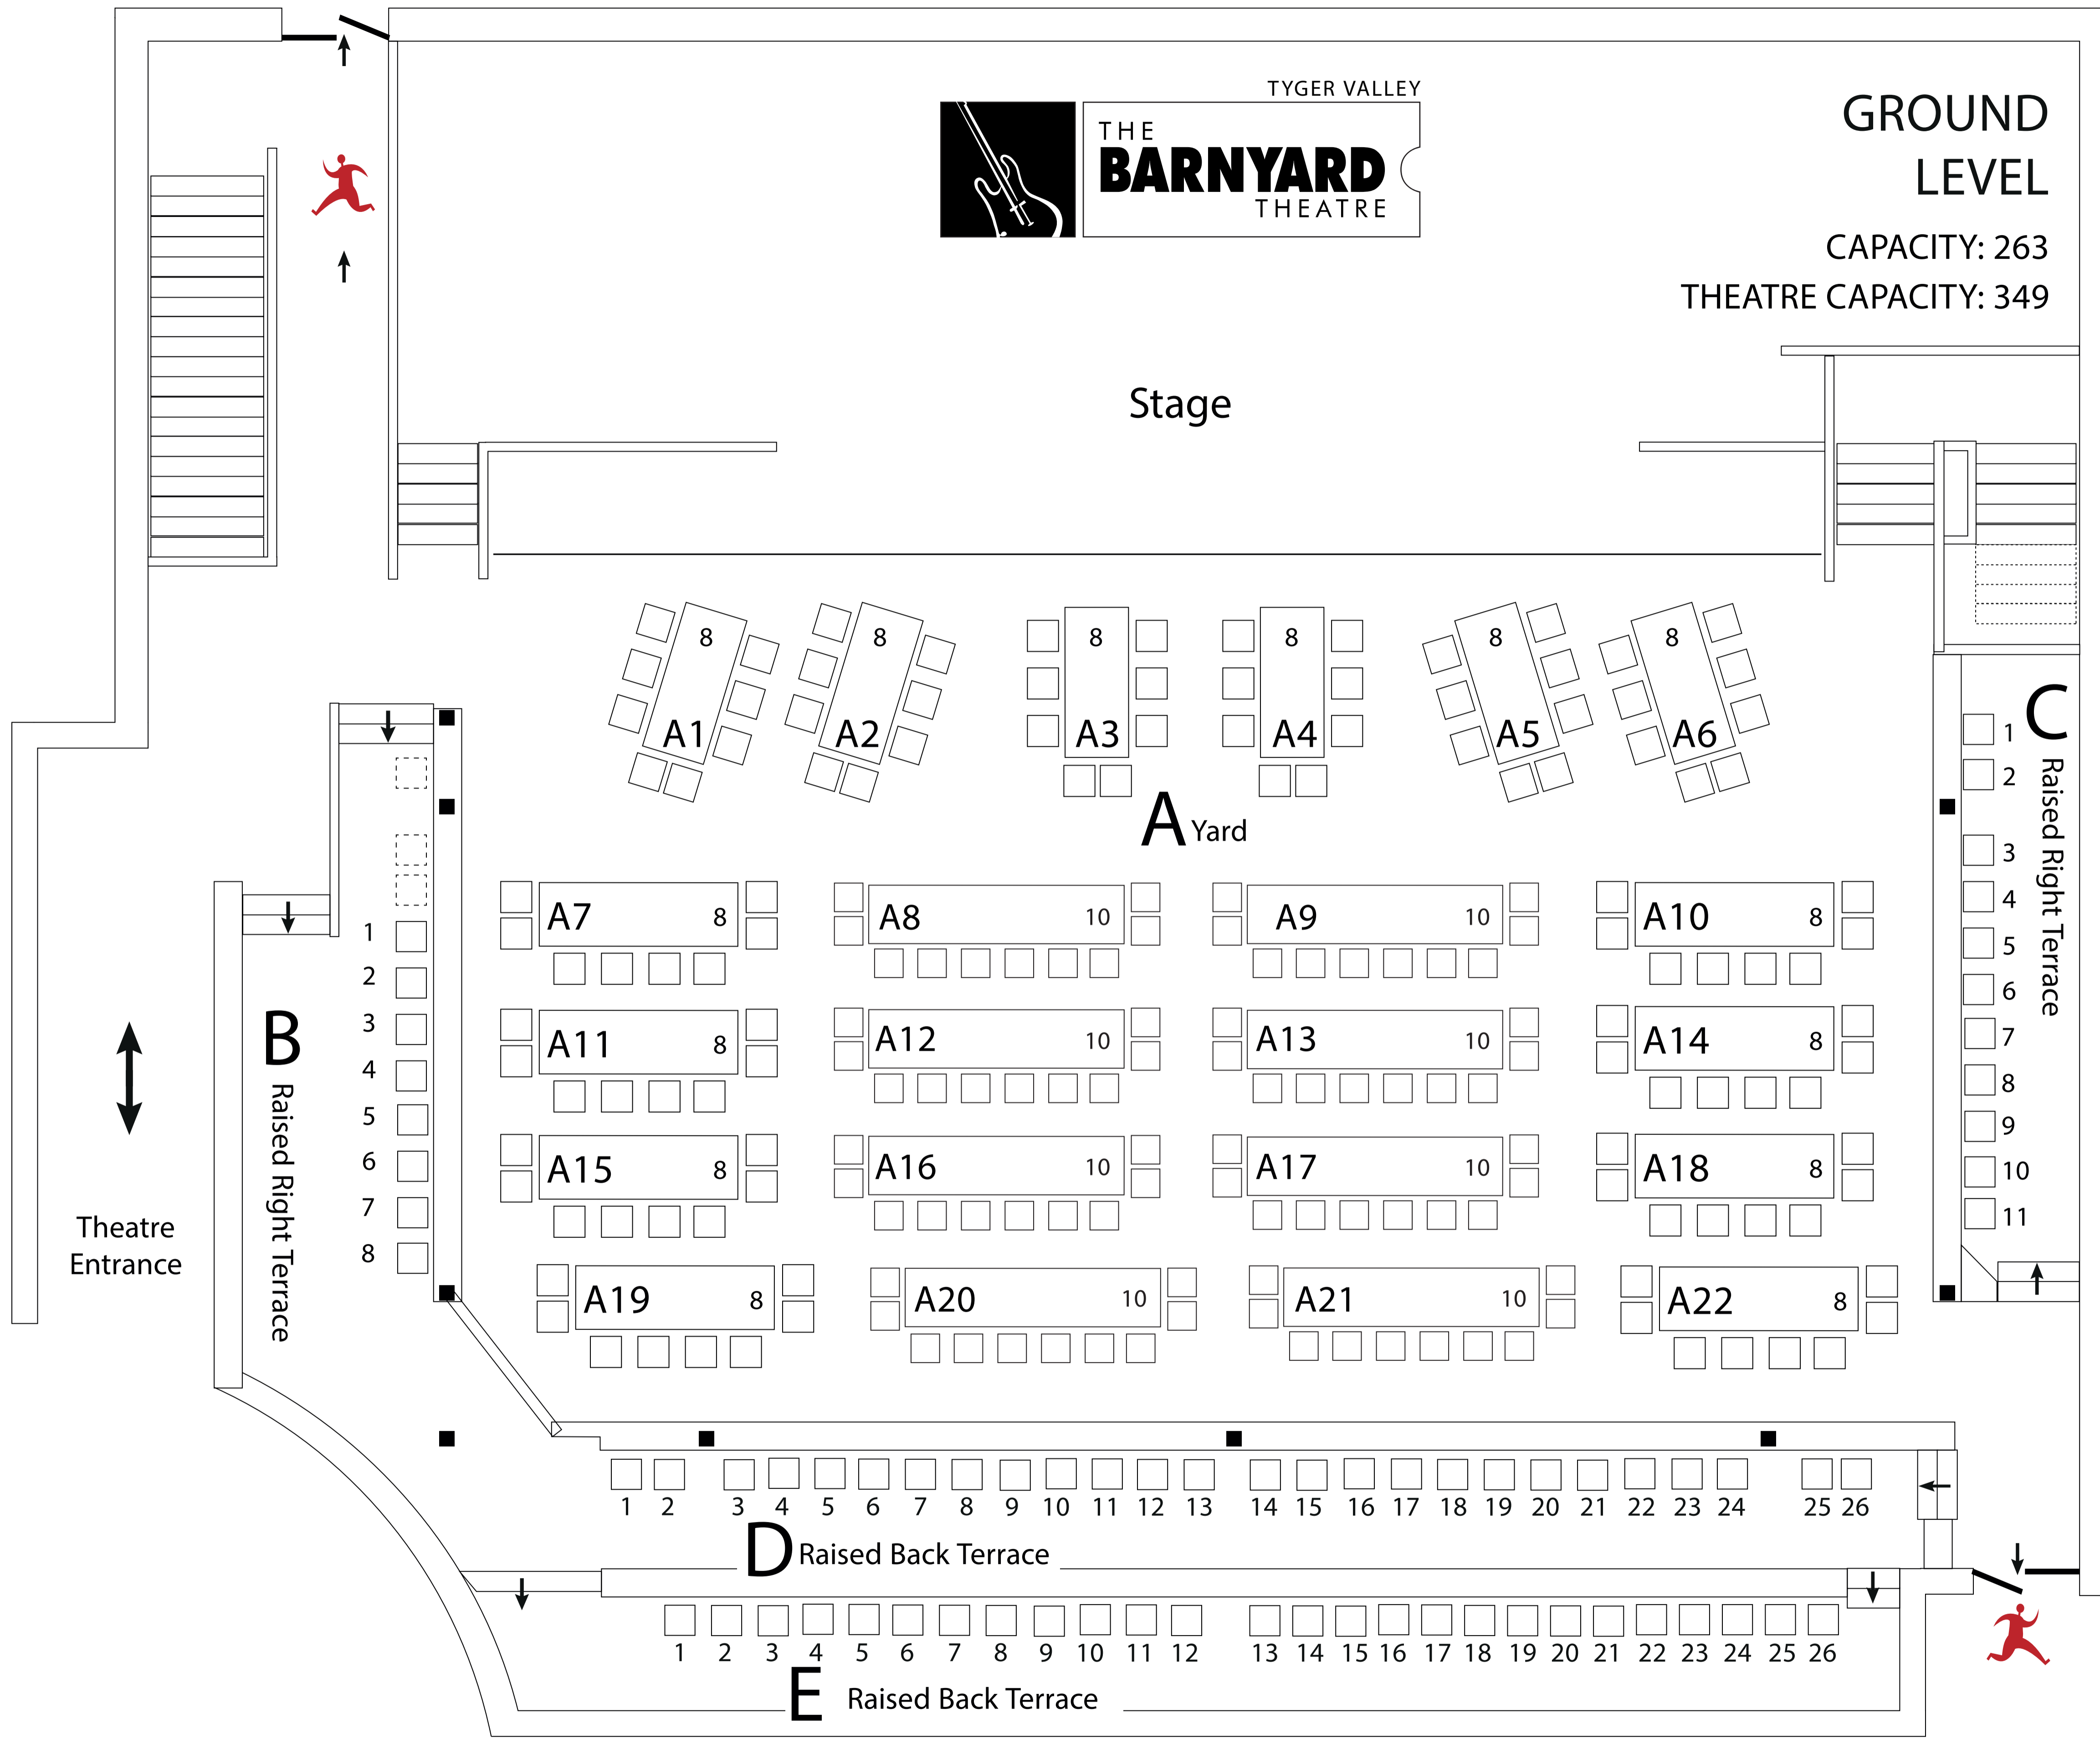 TYGER VALLEY
THE
BARNYARD
THEATRE
GROUND
LEVEL
CAPACITY: 263
THEATRE CAPACITY: 349
Stage
8
8
8
8
8
8
A1
A2
A3
A4
A5
A6
A Yard
A7 8
A8 10
A9 10
A10 8
A11 8
A12 10
A13 10
A14 8
A15 8
A16 10
A17 10
A18 8
A19 8
A20 10
A21 10
A22 8
B
Raised Right Terrace
1
2
3
4
5
6
7
8
Theatre
Entrance
C
Raised Right Terrace
1
2
3
4
5
6
7
8
9
10
11
1 2 3 4 5 6 7 8 9 10 11 12 13 14 15 16 17 18 19 20 21 22 23 24 25 26
D Raised Back Terrace
1 2 3 4 5 6 7 8 9 10 11 12 13 14 15 16 17 18 19 20 21 22 23 24 25 26
E Raised Back Terrace